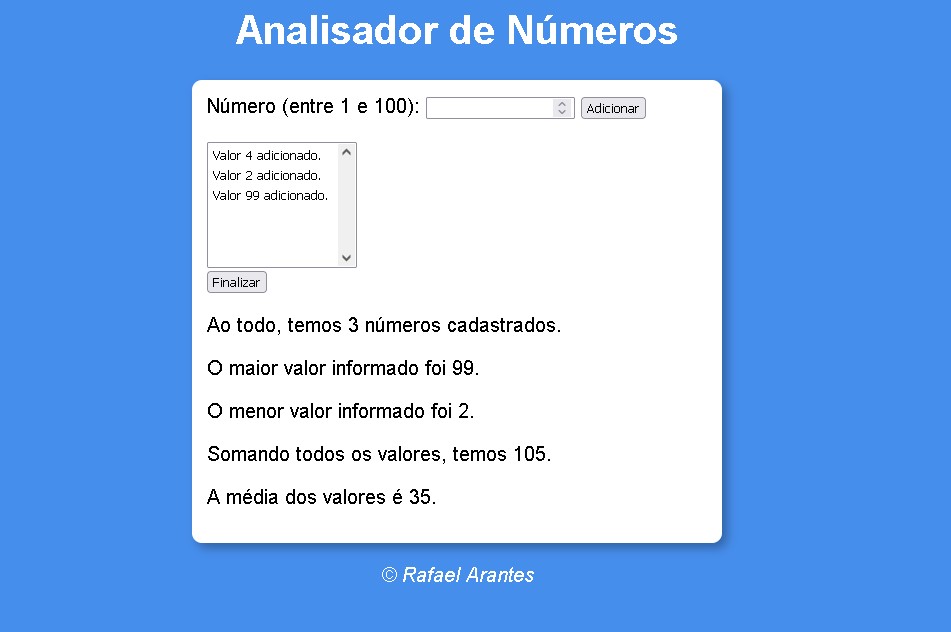 Analisador de Números
Número (entre 1 e 100): Adicionar
Valor 4 adicionado.
Valor 2 adicionado.
Valor 99 adicionado.
Finalizar
Ao todo, temos 3 números cadastrados.
O maior valor informado foi 99.
O menor valor informado foi 2.
Somando todos os valores, temos 105.
A média dos valores é 35.
© Rafael Arantes